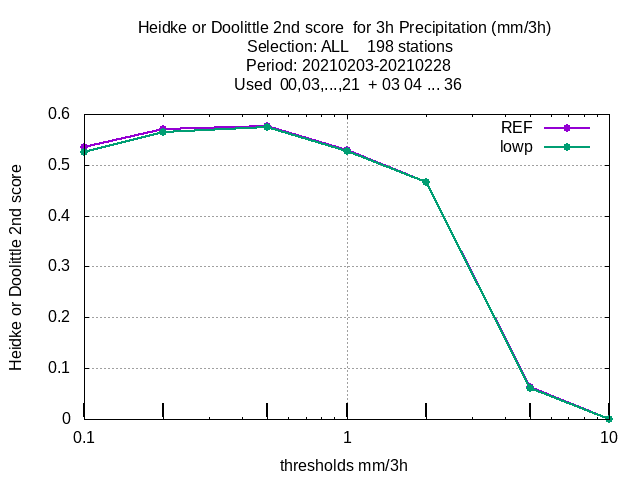 Heidke or Doolittle 2nd score  for 3h Precipitation (mm/3h)
Selection: ALL    198 stations
Period: 20210203-20210228
Used  00,03,...,21  + 03 04 ... 36
REF
lowp
0.6
0.5
0.4
0.3
0.2
0.1
0
0.1
1
10
Heidke or Doolittle 2nd score
thresholds mm/3h